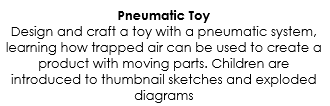 Pneumatic Toy
Design and craft a toy with a pneumatic system,
learning how trapped air can be used to create a
product with moving parts. Children are
introduced to thumbnail sketches and exploded
diagrams